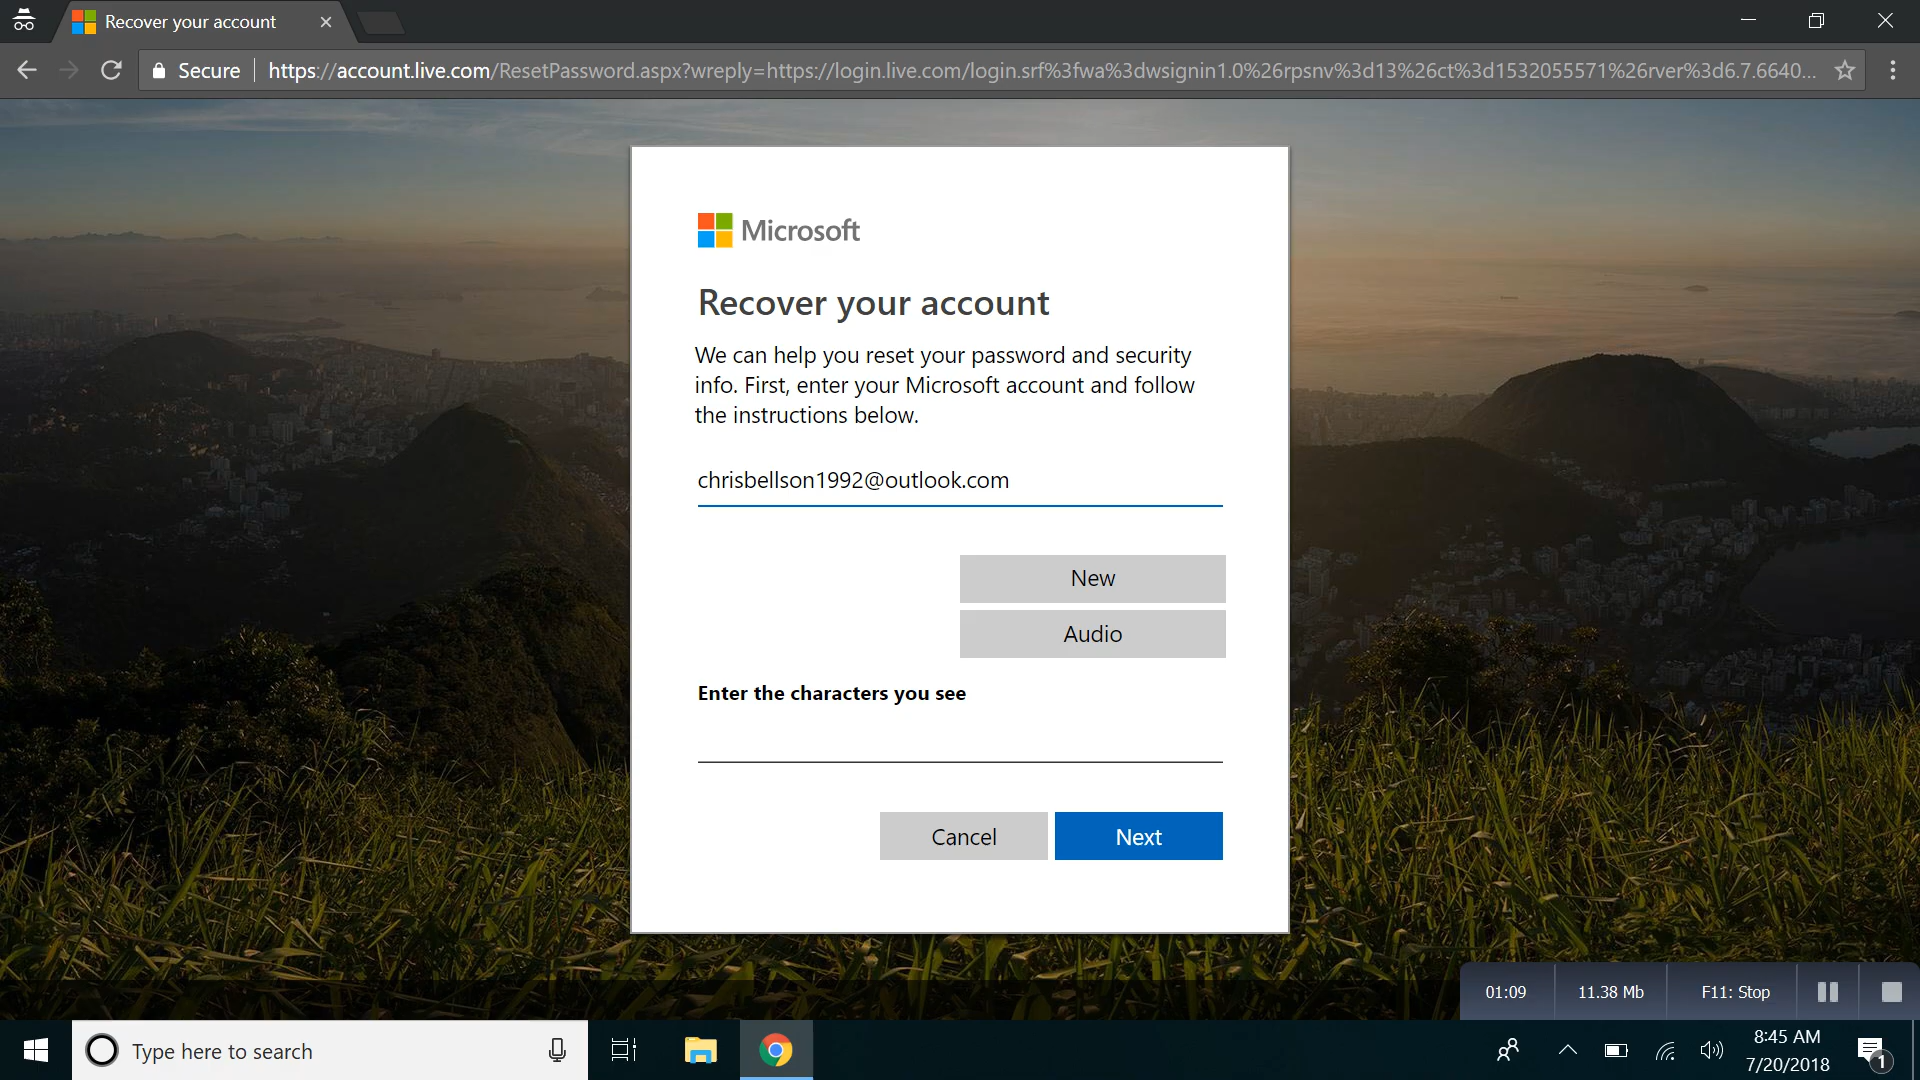 Recover your account
Secure
https://account.live.com/ResetPassword.aspx?wreply=https://login.live.com/login.srf%3fwa%3dwsignin1.0%26rpsnv%3d13%26ct%3d1532055571%26rver%3d6.7.6640...
Microsoft
Recover your account
We can help you reset your password and security
info. First, enter your Microsoft account and follow
the instructions below.
chrisbellson1992@outlook.com
New
Audio
Enter the characters you see
Cancel
Next
01:09
11.38 Mb
F11: Stop
Type here to search
8:45 AM
7/20/2018
1